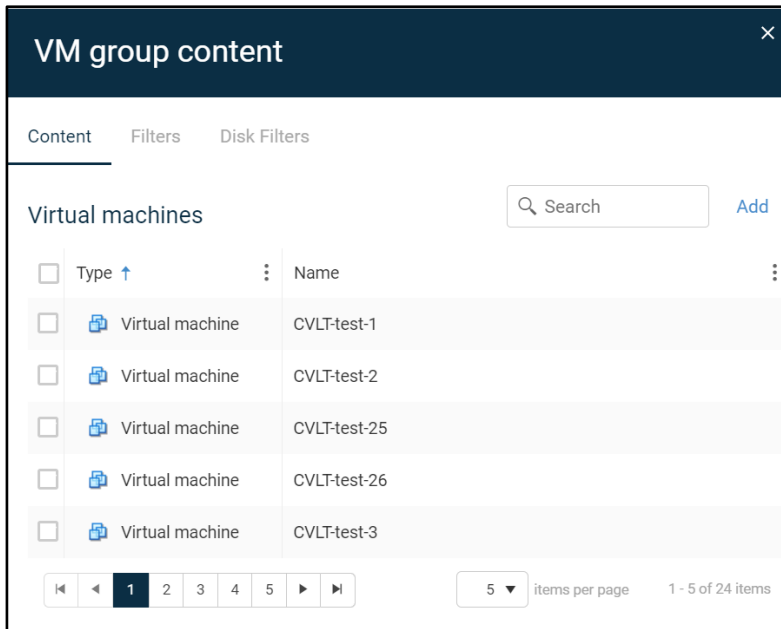 VM group content
Content Filters Disk Filters
Virtual machines Search Add
Type Name
Virtual machine CVLT-test-1
Virtual machine CVLT-test-2
Virtual machine CVLT-test-25
Virtual machine CVLT-test-26
Virtual machine CVLT-test-3
1 2 3 4 5 5 items per page 1 - 5 of 24 items